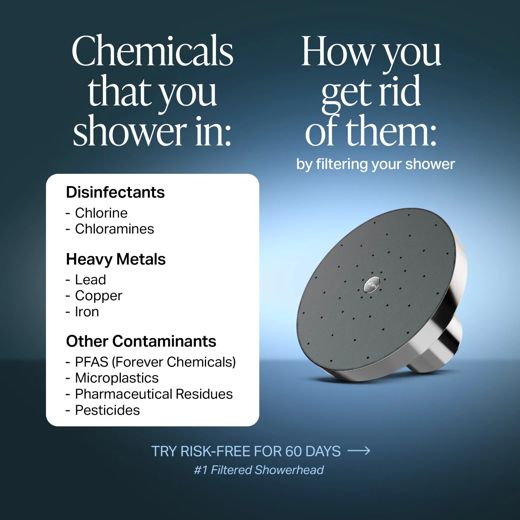 Chemicals
that you
shower in:
How you
get rid
of them:
by filtering your shower
Disinfectants
- Chlorine
- Chloramines
Heavy Metals
- Lead
- Copper
- Iron
Other Contaminants
- PFAS (Forever Chemicals)
- Microplastics
- Pharmaceutical Residues
- Pesticides
TRY RISK-FREE FOR 60 DAYS →
#1 Filtered Showerhead